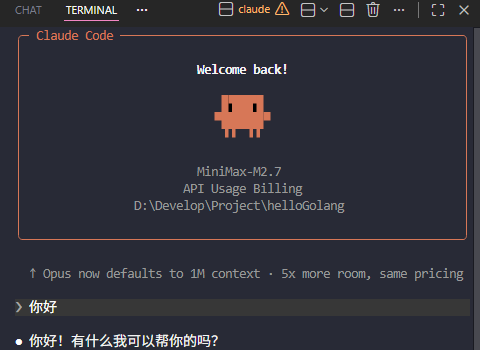 CHAT TERMINAL ··· claude ···
Claude Code
Welcome back!
MiniMax-M2.7
API Usage Billing
D:\Develop\Project\helloGolang
↑ Opus now defaults to 1M context · 5x more room, same pricing
❯ 你好
● 你好！有什么我可以帮你的吗？